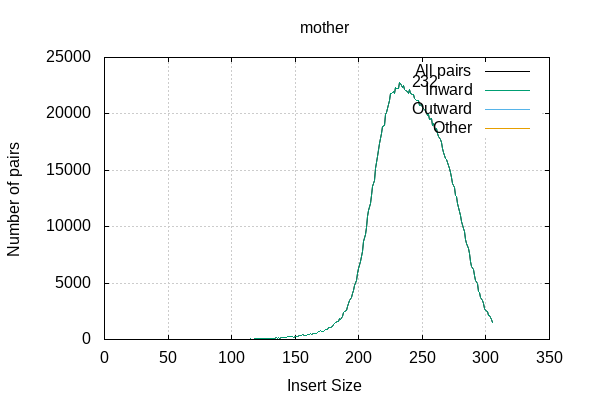 mother
25000
20000
15000
10000
5000
0
0 50 100 150 200 250 300 350
Number of pairs
Insert Size
232
All pairs
Inward
Outward
Other